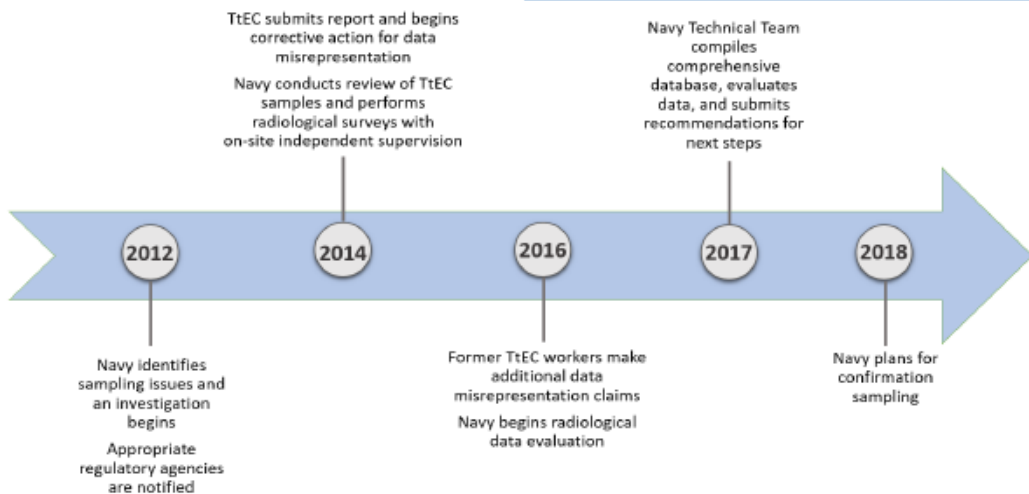 TtEC submits report and begins
corrective action for data
misrepresentation
Navy conducts review of TtEC
samples and performs
radiological surveys with
on-site independent supervision
Navy Technical Team
compiles
comprehensive
database, evaluates
data, and submits
recommendations for
next steps
2012
2014
2016
2017
2018
Navy identifies
sampling issues and
an investigation
begins
Appropriate
regulatory agencies
are notified
Former TtEC workers make
additional data
misrepresentation claims
Navy begins radiological
data evaluation
Navy plans for
confirmation
sampling